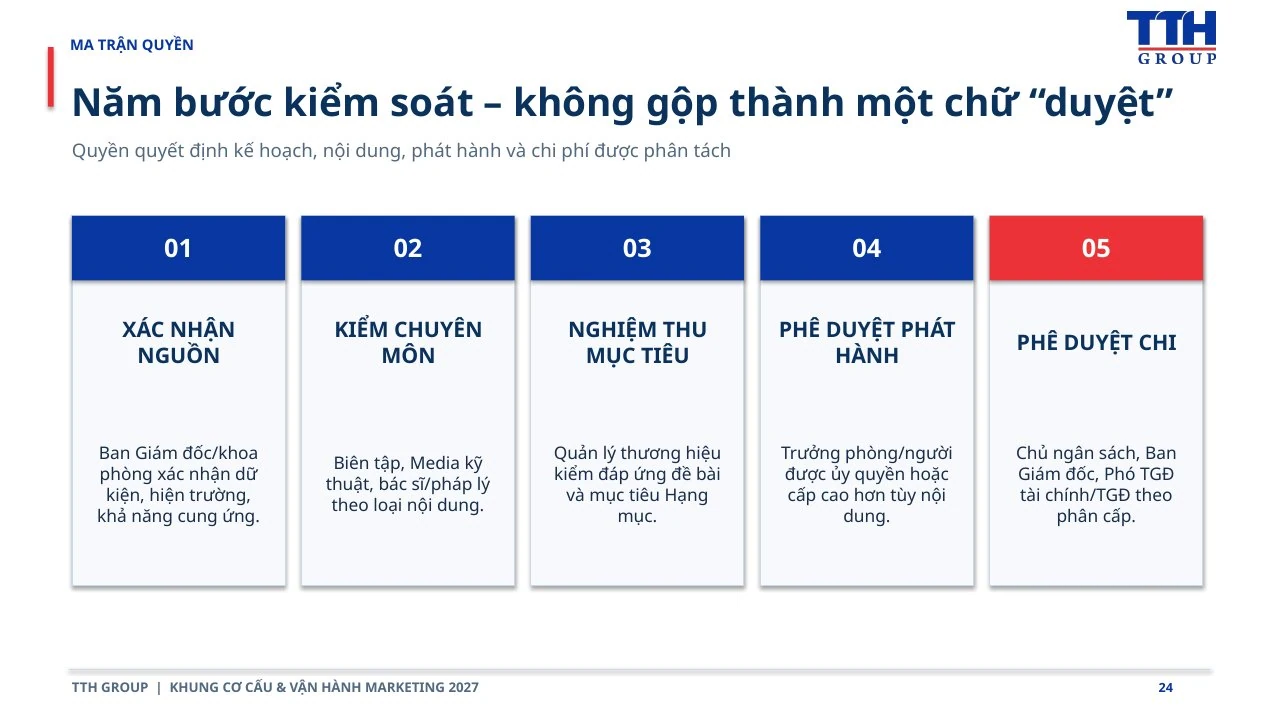 MA TRẬN QUYỀN
TTH
GROUP
Năm bước kiểm soát – không gộp thành một chữ “duyệt”
Quyền quyết định kế hoạch, nội dung, phát hành và chi phí được phân tách
01
XÁC NHẬN
NGUỒN
Ban Giám đốc/khoa
phòng xác nhận dữ
kiện, hiện trường,
khả năng cung ứng.
02
KIỂM CHUYÊN
MÔN
Biên tập, Media kỹ
thuật, bác sĩ/pháp lý
theo loại nội dung.
03
NGHIỆM THU
MỤC TIÊU
Quản lý thương hiệu
kiểm đáp ứng đề bài
và mục tiêu Hạng
mục.
04
PHÊ DUYỆT PHÁT
HÀNH
Trưởng phòng/người
được ủy quyền hoặc
cấp cao hơn tùy nội
dung.
05
PHÊ DUYỆT CHI
Chủ ngân sách, Ban
Giám đốc, Phó TGĐ
tài chính/TGĐ theo
phân cấp.
TTH GROUP | KHUNG CƠ CẤU & VẬN HÀNH MARKETING 2027
24